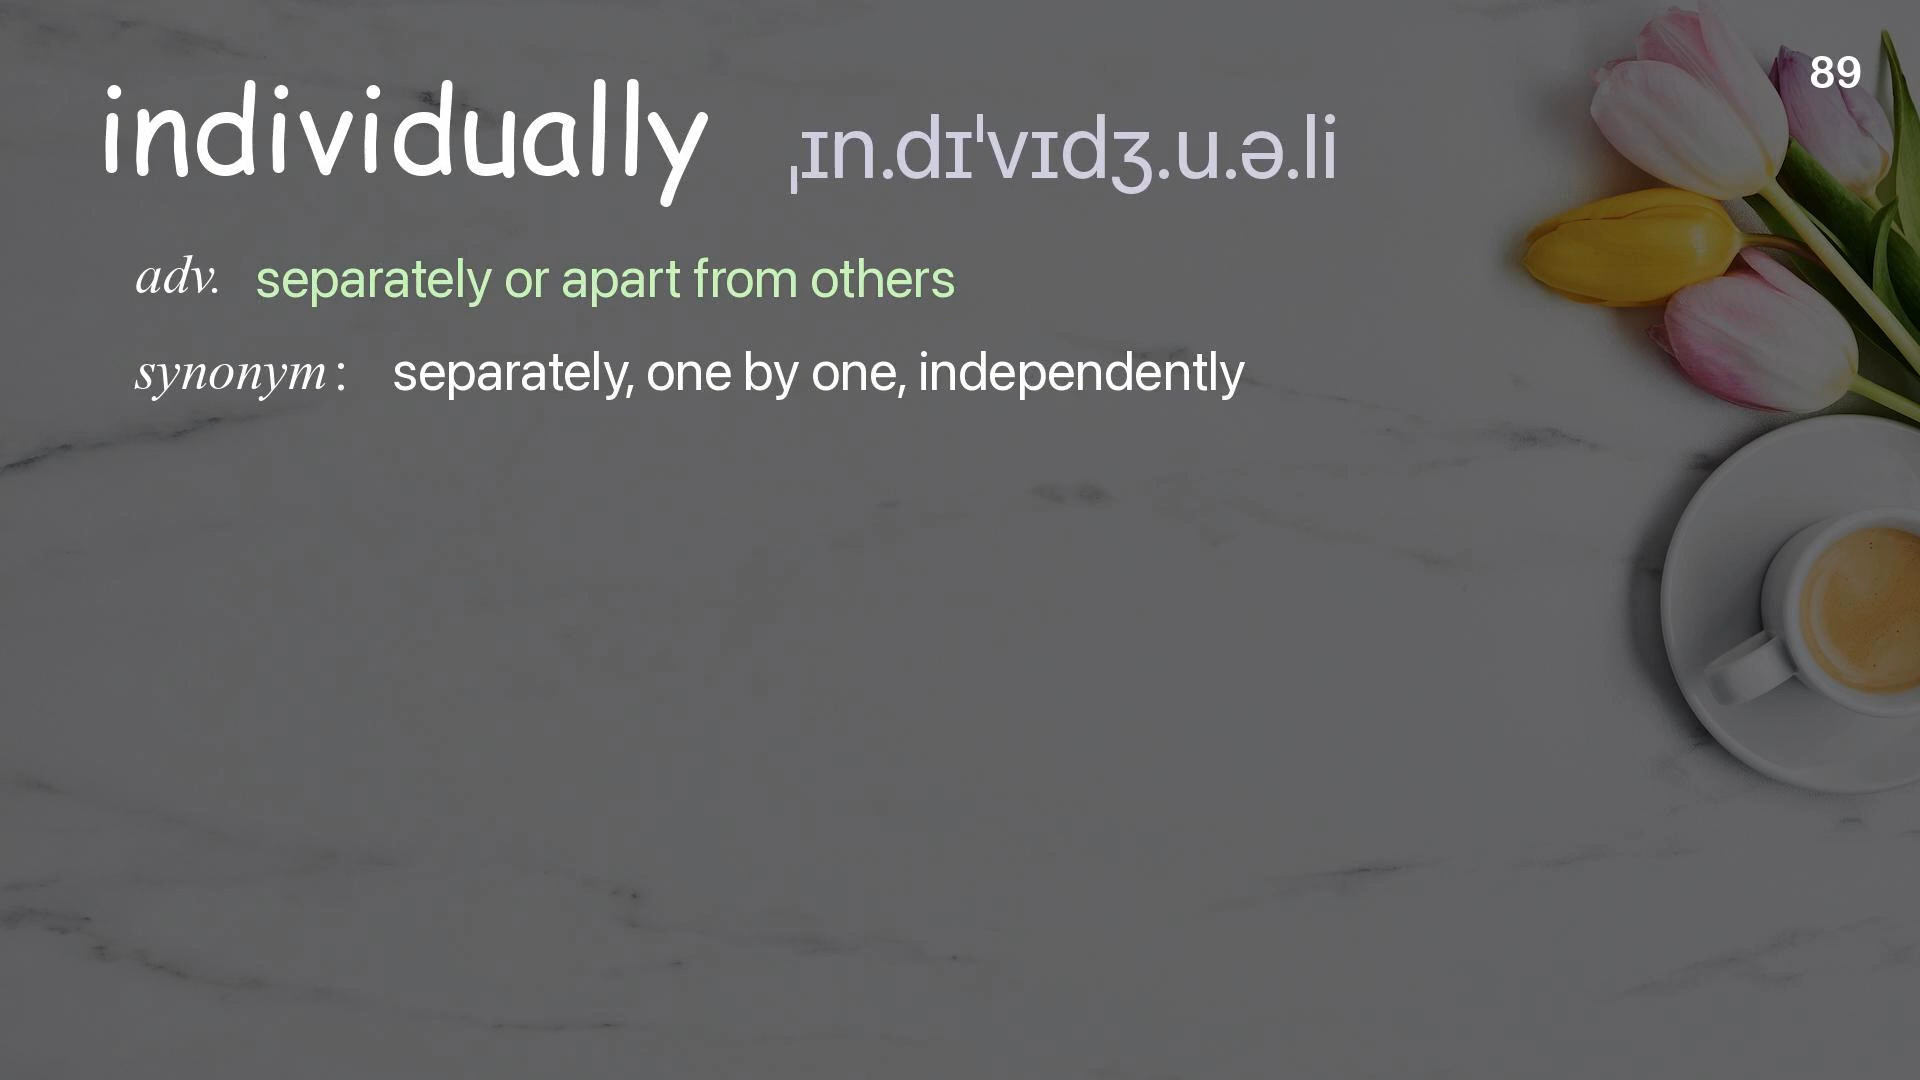 89
individually ˌɪn.dɪˈvɪdʒ.u.ə.li
adv. separately or apart from others
synonym : separately, one by one, independently